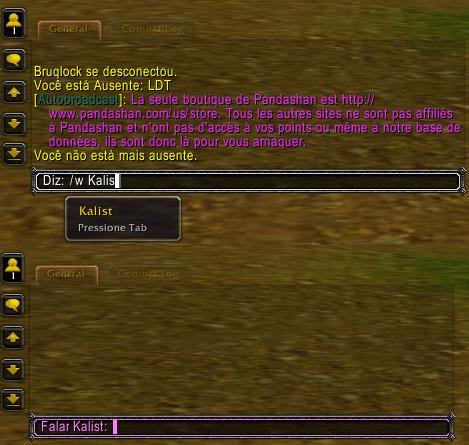 1
General
Combat Log
Bruqlock se desconectou.
Você está Ausente: LDT
[Autobroadcast]: La seule boutique de Pandashan est http://
www.pandashan.com/us/store. Tous les autres sites ne sont pas affiliés
à Pandashan et n'ont pas d'accès à vos points ou même à notre base de
données, ils sont donc là pour vous arnaquer.
Você não está mais ausente.
Diz: /w Kalis
Kalist
Pressione Tab
1
General
Combat Log
Falar Kalist: